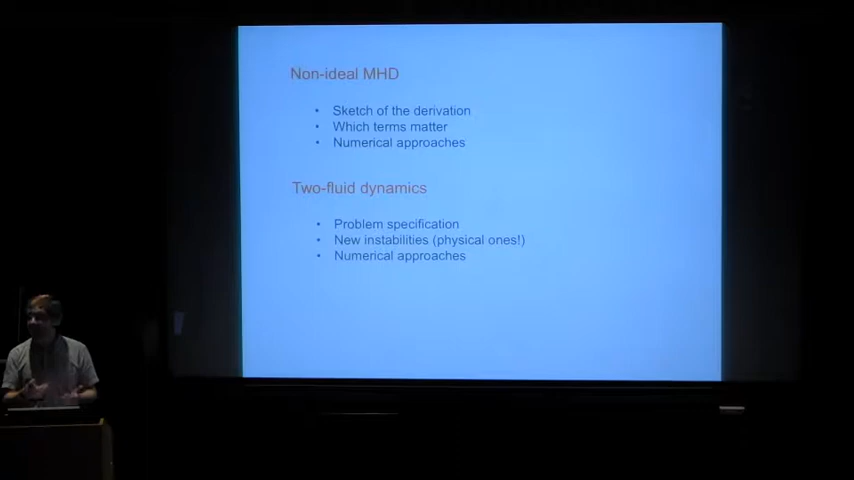 Non-ideal MHD
• Sketch of the derivation
• Which terms matter
• Numerical approaches
Two-fluid dynamics
• Problem specification
• New instabilities (physical ones!)
• Numerical approaches